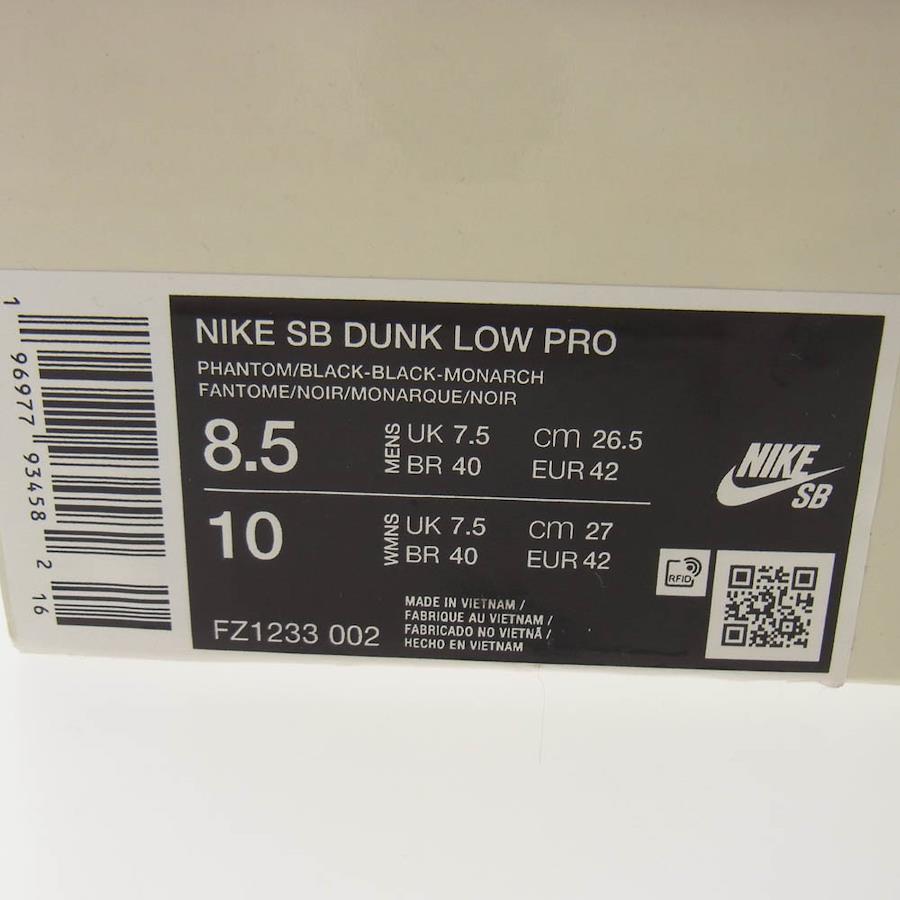 NIKE SB DUNK LOW PRO
PHANTOM/BLACK-BLACK-MONARCH
FANTOME/NOIR/MONARQUE/NOIR
8.5 MENS UK 7.5 cm 26.5
BR 40 EUR 42
10 WMNS UK 7.5 cm 27
BR 40 EUR 42
NIKE
SB
RFID
FZ1233 002
MADE IN VIETNAM /
FABRIQUE AU VIETNAM /
FABRICADO NO VIETNÃ /
HECHO EN VIETNAM
1 96977 93458 2 16